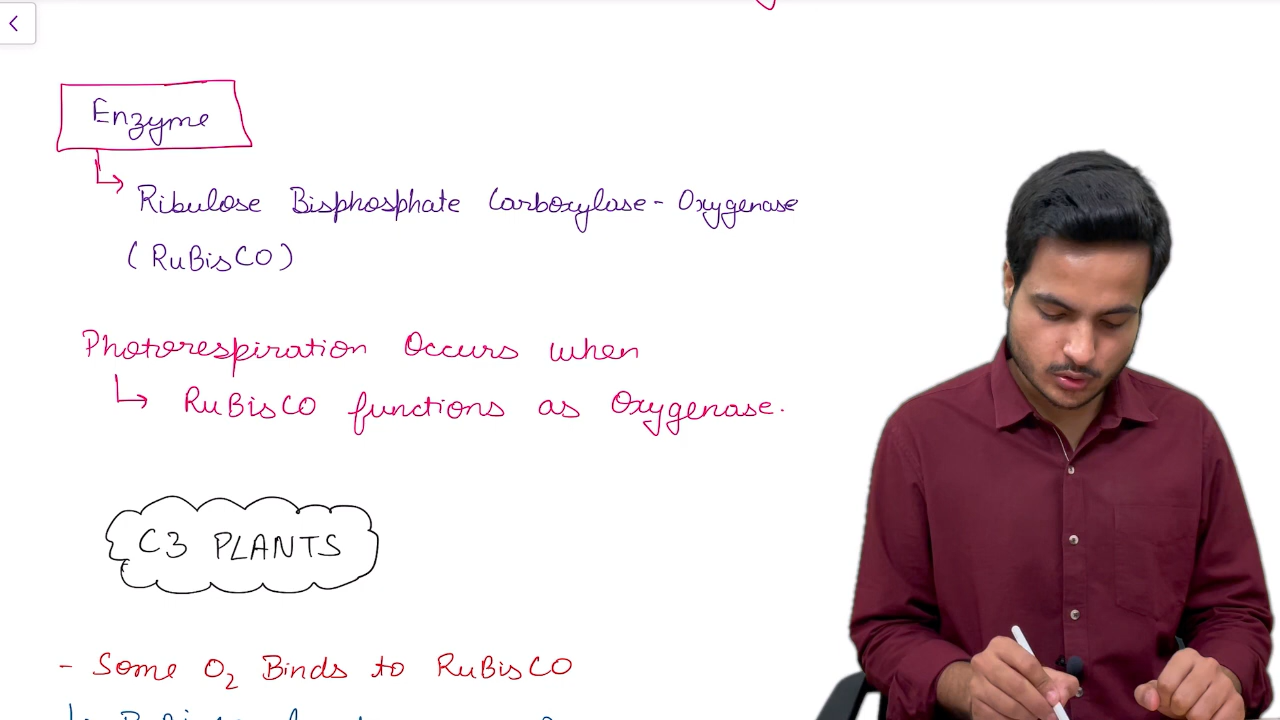 Enzyme
Ribulose Bisphosphate Carboxylase-Oxygenase
(RuBisCO)
Photorespiration Occurs when
RuBisCO functions as Oxygenase.
C3 PLANTS
- Some O₂ Binds to RuBisCO